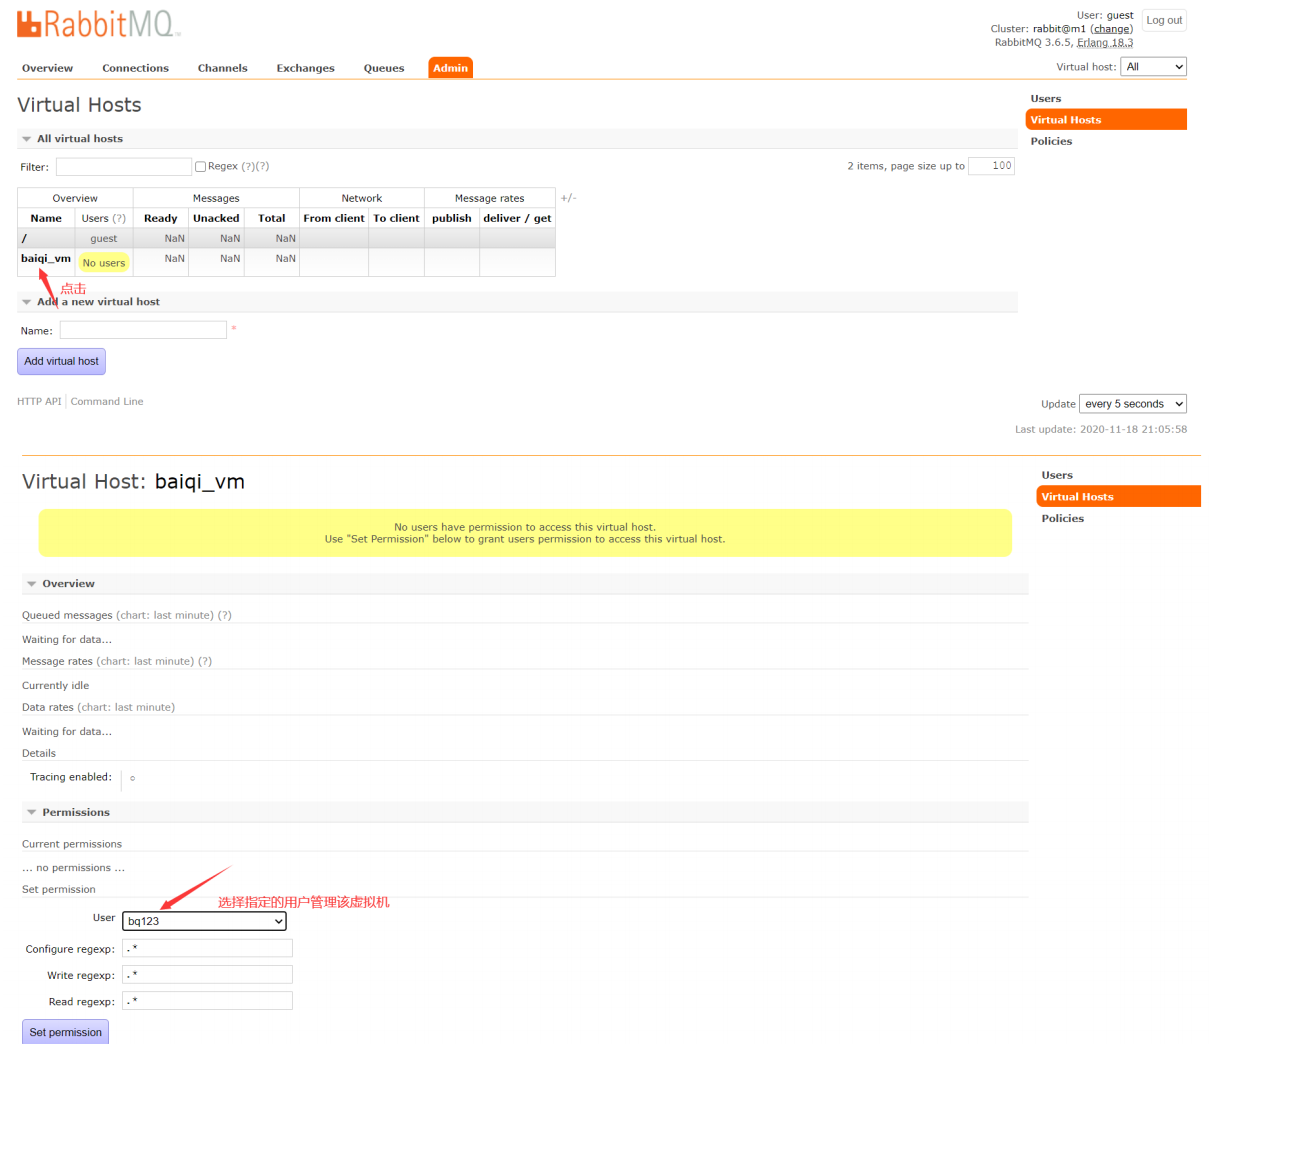 RabbitMQ
User: guest
Log out
Cluster: rabbit@m1 (change)
RabbitMQ 3.6.5, Erlang 18.3
Overview Connections Channels Exchanges Queues Admin
Virtual host: All
Virtual Hosts
Users
Virtual Hosts
Policies
All virtual hosts
Filter: Regex (?)(?)
2 items, page size up to 100
Overview Messages Network Message rates +/-
Name Users (?) Ready Unacked Total From client To client publish deliver / get
/ guest NaN NaN NaN
baiqi_vm No users NaN NaN NaN
点击
Add a new virtual host
Name: *
Add virtual host
HTTP API Command Line
Update every 5 seconds
Last update: 2020-11-18 21:05:58
Virtual Host: baiqi_vm
Users
Virtual Hosts
Policies
No users have permission to access this virtual host.
Use "Set Permission" below to grant users permission to access this virtual host.
Overview
Queued messages (chart: last minute) (?)
Waiting for data...
Message rates (chart: last minute) (?)
Currently idle
Data rates (chart: last minute)
Waiting for data...
Details
Tracing enabled: ○
Permissions
Current permissions
... no permissions ...
Set permission
选择指定的用户管理该虚拟机
User bq123
Configure regexp: .*
Write regexp: .*
Read regexp: .*
Set permission